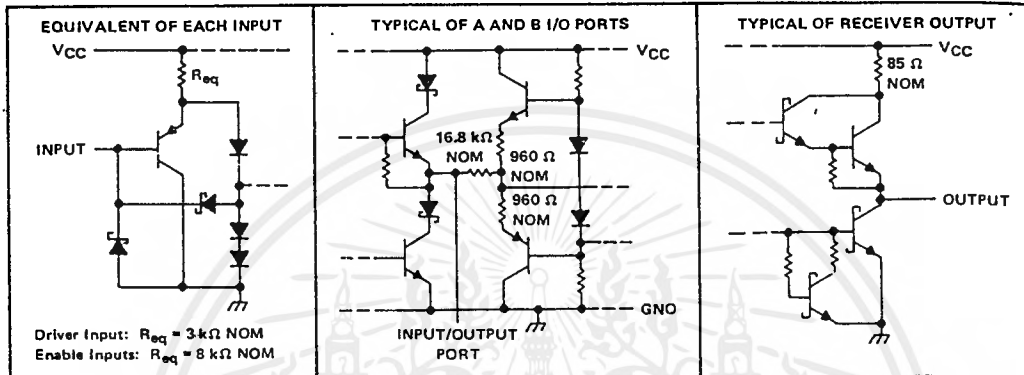 EQUIVALENT OF EACH INPUT
VCC
Req
INPUT
Driver Input: Req = 3 kΩ NOM
Enable Inputs: Req = 8 kΩ NOM
TYPICAL OF A AND B I/O PORTS
VCC
16.8 kΩ
NOM
960 Ω
NOM
960 Ω
NOM
GNO
INPUT/OUTPUT
PORT
TYPICAL OF RECEIVER OUTPUT
VCC
85 Ω
NOM
OUTPUT